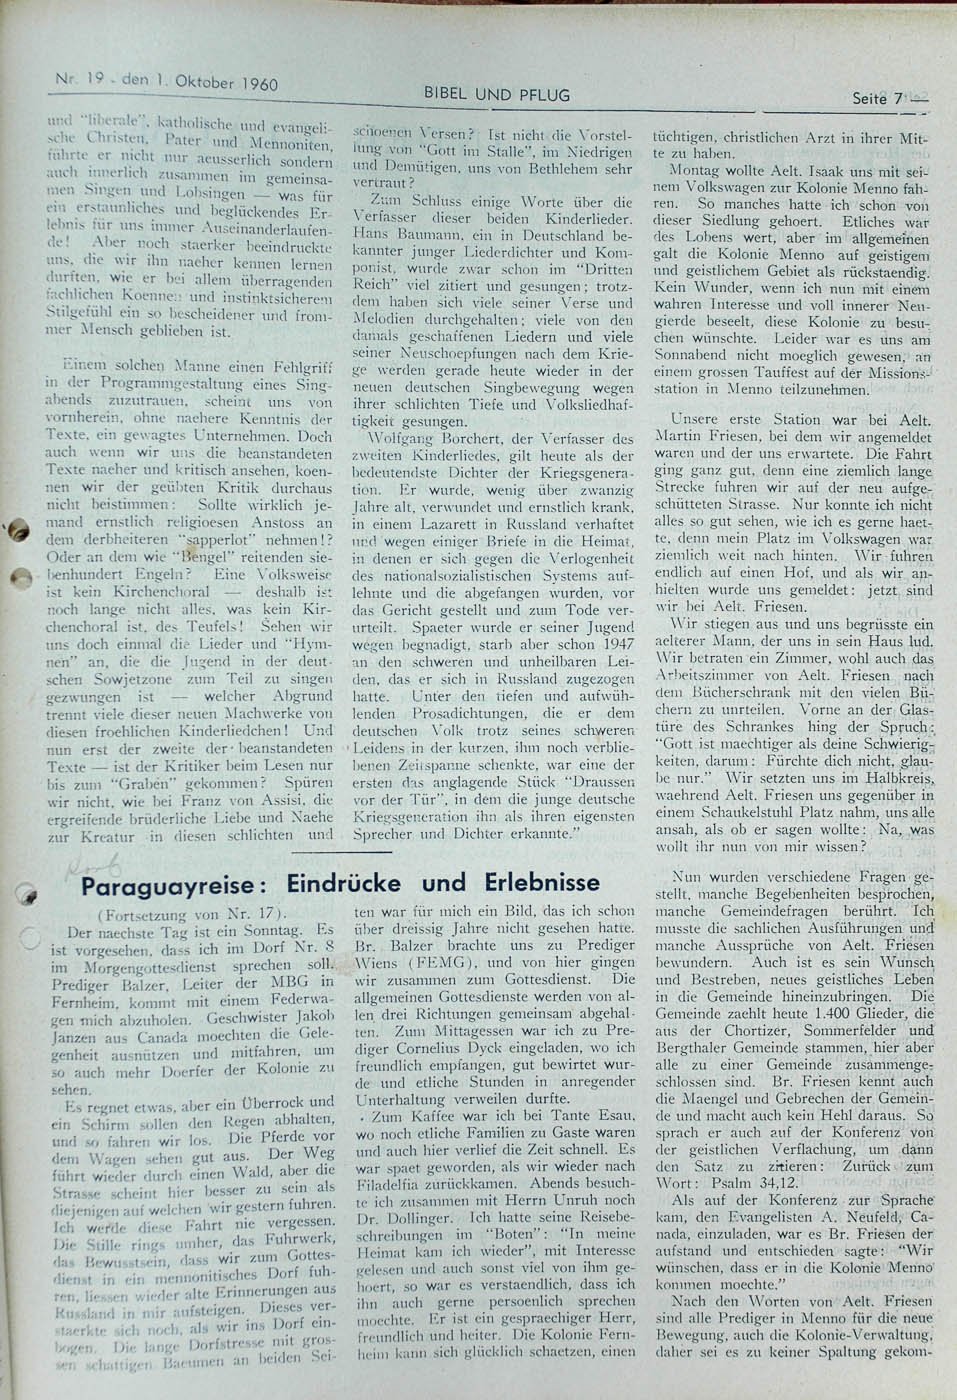 Nr. 19 - den 1. Oktober 1960
BIBEL UND PFLUG
Seite 7 —
und "liberale", katholische und evangeli-
sche Christen, Pater und Mennoniten,
führte er nicht nur aeusserlich sondern
auch innerlich zusammen im gemeinsa-
men Singen und Lobsingen — was für
ein erstaunliches und beglückendes Er-
lebnis für uns immer Auseinanderlaufen-
de! Aber noch staerker beeindruckte
uns, die wir ihn naeher kennen lernen
durften, wie er bei allem überragenden
fachlichen Koennen und instinktsicherem
Stilgefühl ein so bescheidener und from-
mer Mensch geblieben ist.
Einem solchen Manne einen Fehlgriff
in der Programmgestaltung eines Sing-
abends zuzutrauen, scheint uns von
vornherein, ohne naehere Kenntnis der
Texte, ein gewagtes Unternehmen. Doch
auch wenn wir uns die beanstandeten
Texte naeher und kritisch ansehen, koen-
nen wir der geübten Kritik durchaus
nicht beistimmen: Sollte wirklich je-
mand ernstlich religioesen Anstoss an
dem derbheiteren "sapperlot" nehmen!?
Oder an dem wie "Bengel" reitenden sie-
benhundert Engeln? Eine Volksweise
ist kein Kirchenchoral — deshalb ist
noch lange nicht alles, was kein Kir-
chenchoral ist, des Teufels! Sehen wir
uns doch einmal die Lieder und "Hym-
nen" an, die die Jugend in der deut-
schen Sowjetzone zum Teil zu singen
gezwungen ist — welcher Abgrund
trennt viele dieser neuen Machwerke von
diesen froehlichen Kinderliedchen! Und
nun erst der zweite der beanstandeten
Texte — ist der Kritiker beim Lesen nur
bis zum "Graben" gekommen? Spüren
wir nicht, wie bei Franz von Assisi, die
ergreifende brüderliche Liebe und Naehe
zur Kreatur in diesen schlichten und
schoenen Versen? Ist nicht die Vorstel-
lung von "Gott im Stalle", im Niedrigen
und Demütigen, uns von Bethlehem sehr
vertraut?
Zum Schluss einige Worte über die
Verfasser dieser beiden Kinderlieder.
Hans Baumann, ein in Deutschland be-
kannter junger Liederdichter und Kom-
ponist, wurde zwar schon im "Dritten
Reich" viel zitiert und gesungen; trotz-
dem haben sich viele seiner Verse und
Melodien durchgehalten; viele von den
damals geschaffenen Liedern und viele
seiner Neuschoepfungen nach dem Krie-
ge werden gerade heute wieder in der
neuen deutschen Singbewegung wegen
ihrer schlichten Tiefe und Volksliedhaf-
tigkeit gesungen.
Wolfgang Borchert, der Verfasser des
zweiten Kinderliedes, gilt heute als der
bedeutendste Dichter der Kriegsgenera-
tion. Er wurde, wenig über zwanzig
Jahre alt, verwundet und ernstlich krank,
in einem Lazarett in Russland verhaftet
und wegen einiger Briefe in die Heimat,
in denen er sich gegen die Verlogenheit
des nationalsozialistischen Systems auf-
lehnte und die abgefangen wurden, vor
das Gericht gestellt und zum Tode ver-
urteilt. Spaeter wurde er seiner Jugend
wegen begnadigt, starb aber schon 1947
an den schweren und unheilbaren Lei-
den, das er sich in Russland zugezogen
hatte. Unter den tiefen und aufwüh-
lenden Prosadichtungen, die er dem
deutschen Volk trotz seines schweren
Leidens in der kurzen, ihm noch verblie-
benen Zeitspanne schenkte, war eine der
ersten das anglagende Stück "Draussen
vor der Tür", in dem die junge deutsche
Kriegsgeneration ihn als ihren eigensten
Sprecher und Dichter erkannte."
Paraguayreise: Eindrücke und Erlebnisse
(Fortsetzung von Nr. 17).
Der naechste Tag ist ein Sonntag. Es
ist vorgesehen, dass ich im Dorf Nr. 8
im Morgengottesdienst sprechen soll.
Prediger Balzer, Leiter der MBG in
Fernheim, kommt mit einem Federwa-
gen mich abzuholen. Geschwister Jakob
Janzen aus Canada moechten die Gele-
genheit ausnützen und mitfahren, um
so auch mehr Doerfer der Kolonie zu
sehen.
Es regnet etwas, aber ein Überrock und
ein Schirm sollen den Regen abhalten,
und so fahren wir los. Die Pferde vor
dem Wagen sehen gut aus. Der Weg
führt wieder durch einen Wald, aber die
Strasse scheint hier besser zu sein als
diejenigen auf welchen wir gestern fuhren.
Ich werde diese Fahrt nie vergessen.
Die Stille rings umher, das Fuhrwerk,
das Bewusstsein, dass wir zum Gottes-
dienst in ein mennonitisches Dorf fuh-
ren, liessen wieder alte Erinnerungen aus
Russland in mir aufsteigen. Dieses ver-
staerkte sich noch, als wir ins Dorf ein-
bogen. Die lange Dorfstresse mit gros-
sen schattigen Baeumen an beiden Sei-
ten war für mich ein Bild, das ich schon
über dreissig Jahre nicht gesehen hatte.
Br. Balzer brachte uns zu Prediger
Wiens (FEMG), und von hier gingen
wir zusammen zum Gottesdienst. Die
allgemeinen Gottesdienste werden von al-
len drei Richtungen gemeinsam abgehal-
ten. Zum Mittagessen war ich zu Pre-
diger Cornelius Dyck eingeladen, wo ich
freundlich empfangen, gut bewirtet wur-
de und etliche Stunden in anregender
Unterhaltung verweilen durfte.
Zum Kaffee war ich bei Tante Esau,
wo noch etliche Familien zu Gaste waren
und auch hier verlief die Zeit schnell. Es
war spaet geworden, als wir wieder nach
Filadelfia zurückkamen. Abends besuch-
te ich zusammen mit Herrn Unruh noch
Dr. Dollinger. Ich hatte seine Reisebe-
schreibungen im "Boten": "In meine
Heimat kam ich wieder", mit Interesse
gelesen und auch sonst viel von ihm ge-
hoert, so war es verstaendlich, dass ich
ihn auch gerne persoenlich sprechen
moechte. Er ist ein gespraechiger Herr,
freundlich und heiter. Die Kolonie Fern-
heim kann sich glücklich schaetzen, einen
tüchtigen, christlichen Arzt in ihrer Mit-
te zu haben.
Montag wollte Aelt. Isaak uns mit sei-
nem Volkswagen zur Kolonie Menno fah-
ren. So manches hatte ich schon von
dieser Siedlung gehoert. Etliches war
des Lobens wert, aber im allgemeinen
galt die Kolonie Menno auf geistigem
und geistlichem Gebiet als rückstaendig.
Kein Wunder, wenn ich nun mit einem
wahren Interesse und voll innerer Neu-
gierde beseelt, diese Kolonie zu besu-
chen wünschte. Leider war es uns am
Sonnabend nicht moeglich gewesen, an
einem grossen Tauffest auf der Missions-
station in Menno teilzunehmen.
Unsere erste Station war bei Aelt.
Martin Friesen, bei dem wir angemeldet
waren und der uns erwartete. Die Fahrt
ging ganz gut, denn eine ziemlich lange
Strecke fuhren wir auf der neu aufge-
schütteten Strasse. Nur konnte ich nicht
alles so gut sehen, wie ich es gerne haet-
te, denn mein Platz im Volkswagen war
ziemlich weit nach hinten. Wir fuhren
endlich auf einen Hof, und als wir an-
hielten wurde uns gemeldet: jetzt sind
wir bei Aelt. Friesen.
Wir stiegen aus und uns begrüsste ein
aelterer Mann, der uns in sein Haus lud.
Wir betraten ein Zimmer, wohl auch das
Arbeitszimmer von Aelt. Friesen nach
dem Bücherschrank mit den vielen Bü-
chern zu urrteilen. Vorne an der Glas-
türe des Schrankes hing der Spruch:
"Gott ist maechtiger als deine Schwierig-
keiten, darum: Fürchte dich nicht, glau-
be nur." Wir setzten uns im Halbkreis,
waehrend Aelt. Friesen uns gegenüber in
einem Schaukelstuhl Platz nahm, uns alle
ansah, als ob er sagen wollte: Na, was
wollt ihr nun von mir wissen?
Nun wurden verschiedene Fragen ge-
stellt, manche Begebenheiten besprochen,
manche Gemeindefragen berührt. Ich
musste die sachlichen Ausführungen und
manche Aussprüche von Aelt. Friesen
bewundern. Auch ist es sein Wunsch
und Bestreben, neues geistliches Leben
in die Gemeinde hineinzubringen. Die
Gemeinde zaehlt heute 1.400 Glieder, die
aus der Chortizer, Sommerfelder und
Bergthaler Gemeinde stammen, hier aber
alle zu einer Gemeinde zusammenge-
schlossen sind. Br. Friesen kennt auch
die Maengel und Gebrechen der Gemein-
de und macht auch kein Hehl daraus. So
sprach er auch auf der Konferenz von
der geistlichen Verflachung, um dann
den Satz zu zitieren: Zurück zum
Wort: Psalm 34,12.
Als auf der Konferenz zur Sprache
kam, den Evangelisten A. Neufeld, Ca-
nada, einzuladen, war es Br. Friesen der
aufstand und entschieden sagte: "Wir
wünschen, dass er in die Kolonie Menno
kommen moechte."
Nach den Worten von Aelt. Friesen
sind alle Prediger in Menno für die neue
Bewegung, auch die Kolonie-Verwaltung,
daher sei es zu keiner Spaltung gekom-